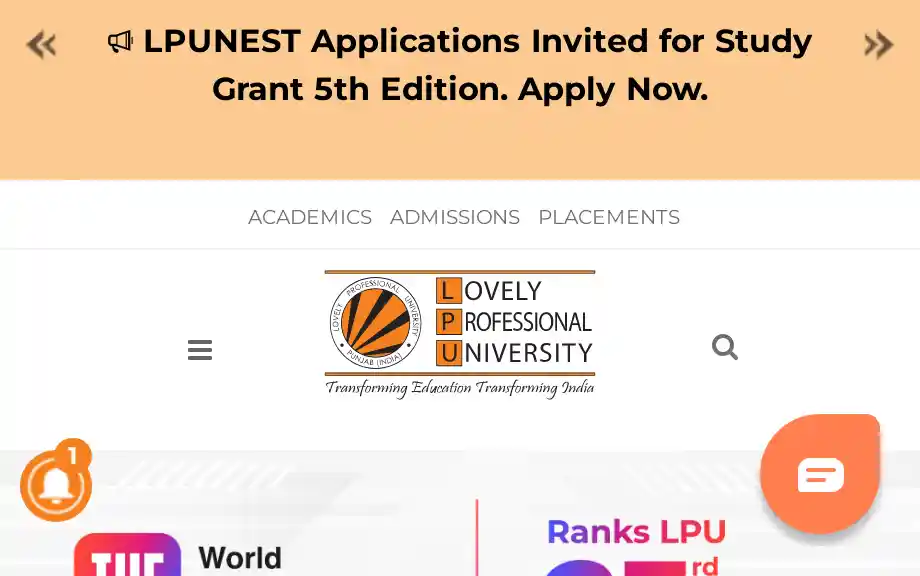 LPUNEST Applications Invited for Study
Grant 5th Edition. Apply Now.
ACADEMICS ADMISSIONS PLACEMENTS
LOVELY PROFESSIONAL UNIVERSITY
PUNJAB (INDIA)
LOVELY
PROFESSIONAL
UNIVERSITY
Transforming Education Transforming India
1
World
Ranks LPU
rd